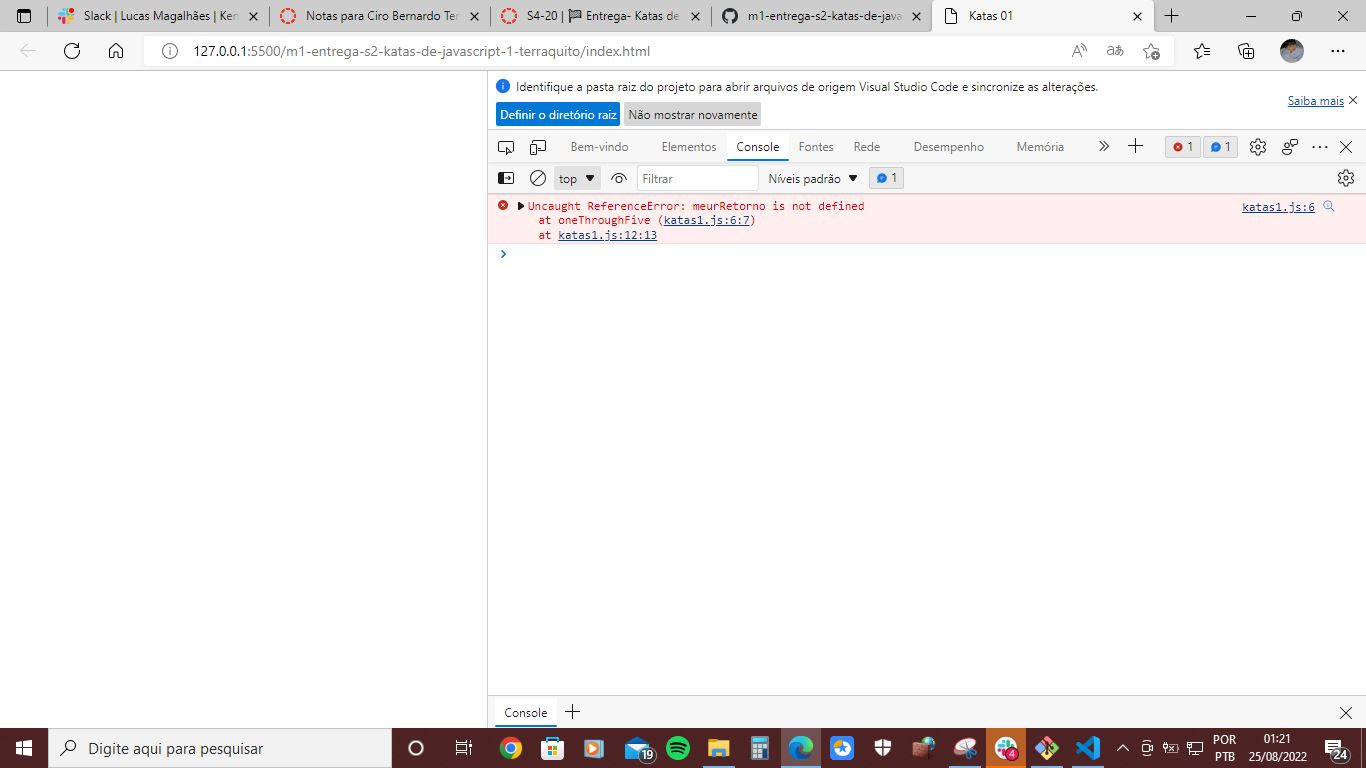 Slack | Lucas Magalhães | Ken
Notas para Ciro Bernardo Ter
S4-20 | Entrega- Katas de
m1-entrega-s2-katas-de-java
Katas 01
127.0.0.1:5500/m1-entrega-s2-katas-de-javascript-1-terraquito/index.html
Identifique a pasta raiz do projeto para abrir arquivos de origem Visual Studio Code e sincronize as alterações.
Saiba mais
Definir o diretório raiz
Não mostrar novamente
Bem-vindo Elementos Console Fontes Rede Desempenho Memória 1 1
top Filtrar Níveis padrão 1
Uncaught ReferenceError: meurRetorno is not defined katas1.js:6
at oneThroughFive (katas1.js:6:7)
at katas1.js:12:13
Console
Digite aqui para pesquisar
19
4
POR
PTB
01:21
25/08/2022
24